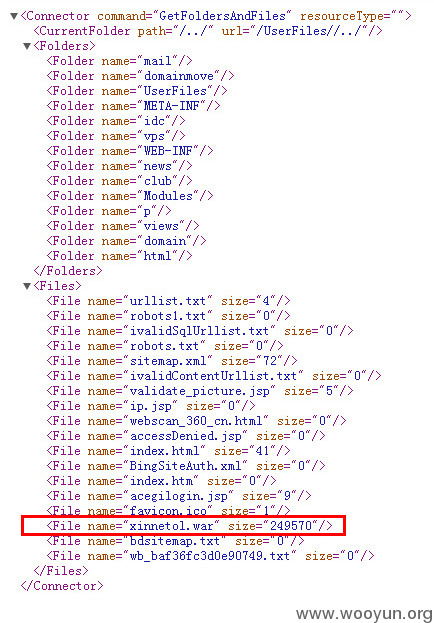 ▼<Connector command="GetFoldersAndFiles" resourceType="">
<CurrentFolder path="/../" url="/UserFiles//../"/>
▼<Folders>
<Folder name="mail"/>
<Folder name="domainmove"/>
<Folder name="UserFiles"/>
<Folder name="META-INF"/>
<Folder name="idc"/>
<Folder name="vps"/>
<Folder name="WEB-INF"/>
<Folder name="news"/>
<Folder name="club"/>
<Folder name="Modules"/>
<Folder name="p"/>
<Folder name="views"/>
<Folder name="domain"/>
<Folder name="html"/>
</Folders>
▼<Files>
<File name="urllist.txt" size="4"/>
<File name="robots1.txt" size="0"/>
<File name="ivalidSqlUrllist.txt" size="0"/>
<File name="robots.txt" size="0"/>
<File name="sitemap.xml" size="72"/>
<File name="ivalidContentUrllist.txt" size="0"/>
<File name="validate_picture.jsp" size="5"/>
<File name="ip.jsp" size="0"/>
<File name="webscan_360_cn.html" size="0"/>
<File name="accessDenied.jsp" size="0"/>
<File name="index.html" size="41"/>
<File name="BingSiteAuth.xml" size="0"/>
<File name="index.htm" size="0"/>
<File name="acegilogin.jsp" size="9"/>
<File name="favicon.ico" size="1"/>
<File name="xinnetol.war" size="249570"/>
<File name="bdsitemap.txt" size="0"/>
<File name="wb_baf36fc3d0e90749.txt" size="0"/>
</Files>
</Connector>
www.wooyun.org